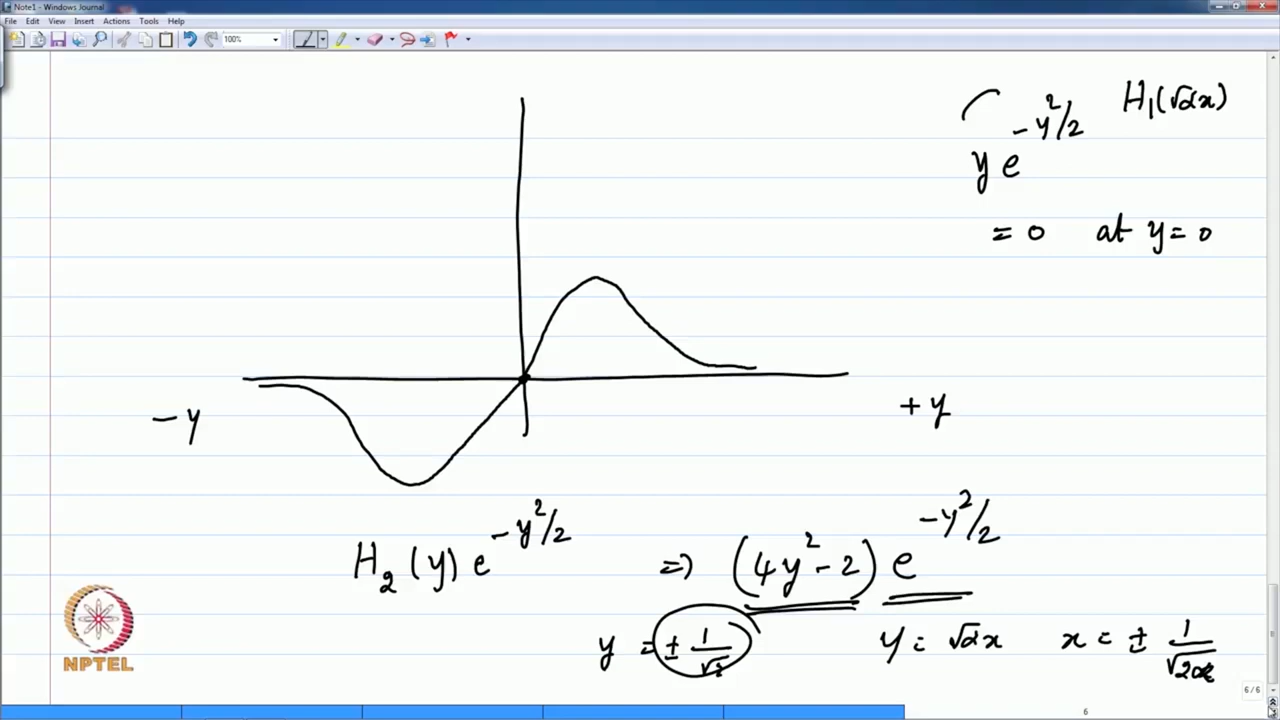 Note1 - Windows Journal
File Edit View Insert Actions Tools Help
100%
H₁(√α x)
y e^(-y²/2)
= 0 at y = 0
- y
+ y
H₂(y) e^(-y²/2) ⇒ (4y² - 2) e^(-y²/2)
y = ± 1/√2 y = √α x x = ± 1/√(2α)
NPTEL
6/6
6